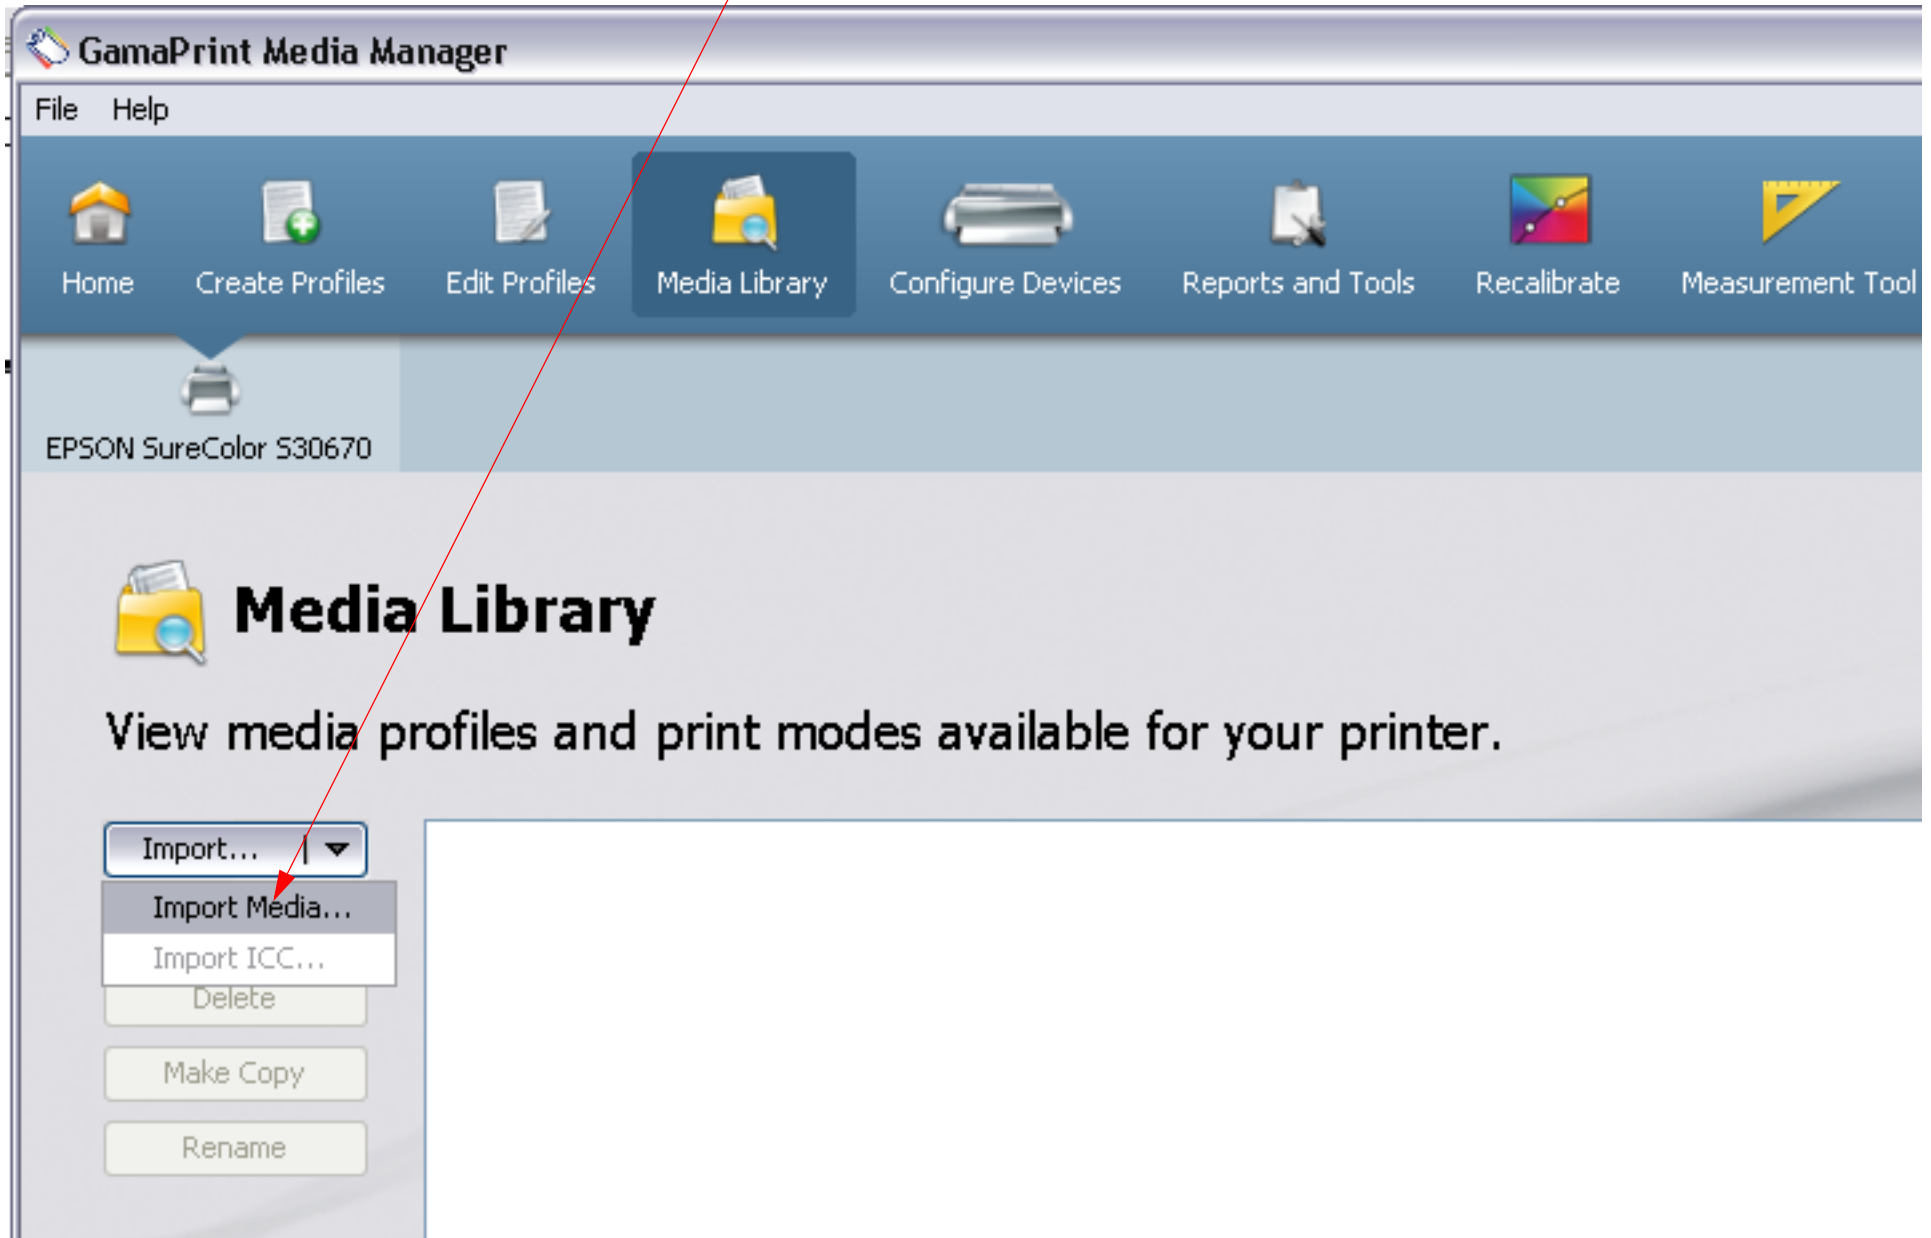 GamaPrint Media Manager
File Help
Home Create Profiles Edit Profiles Media Library Configure Devices Reports and Tools Recalibrate Measurement Tool
EPSON SureColor S30670
Media Library
View media profiles and print modes available for your printer.
Import...
Import Media...
Import ICC...
Delete
Make Copy
Rename